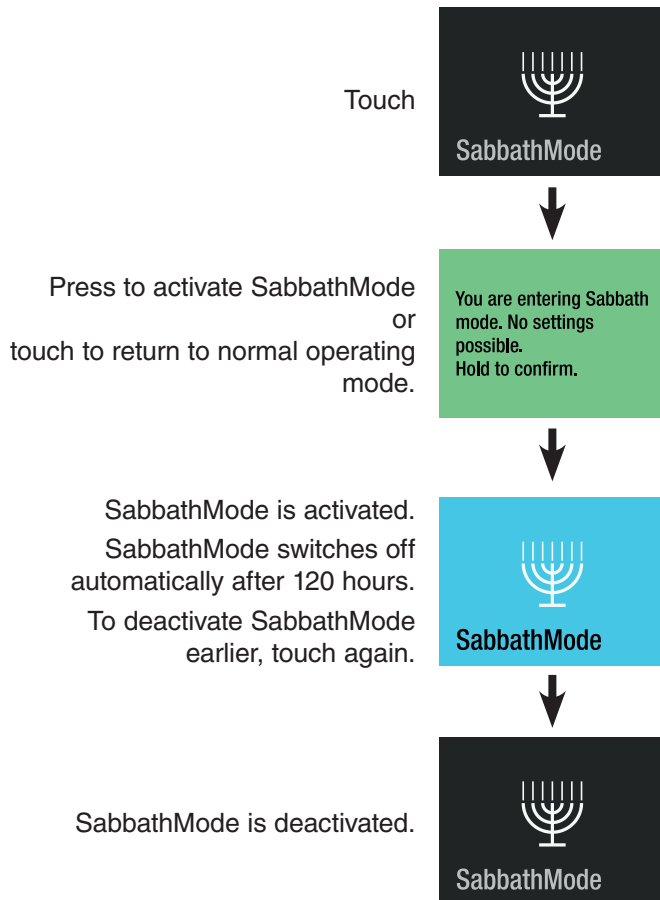 Touch
SabbathMode
Press to activate SabbathMode
or
touch to return to normal operating
mode.
You are entering Sabbath
mode. No settings
possible.
Hold to confirm.
SabbathMode is activated.
SabbathMode switches off
automatically after 120 hours.
To deactivate SabbathMode
earlier, touch again.
SabbathMode
SabbathMode is deactivated.
SabbathMode